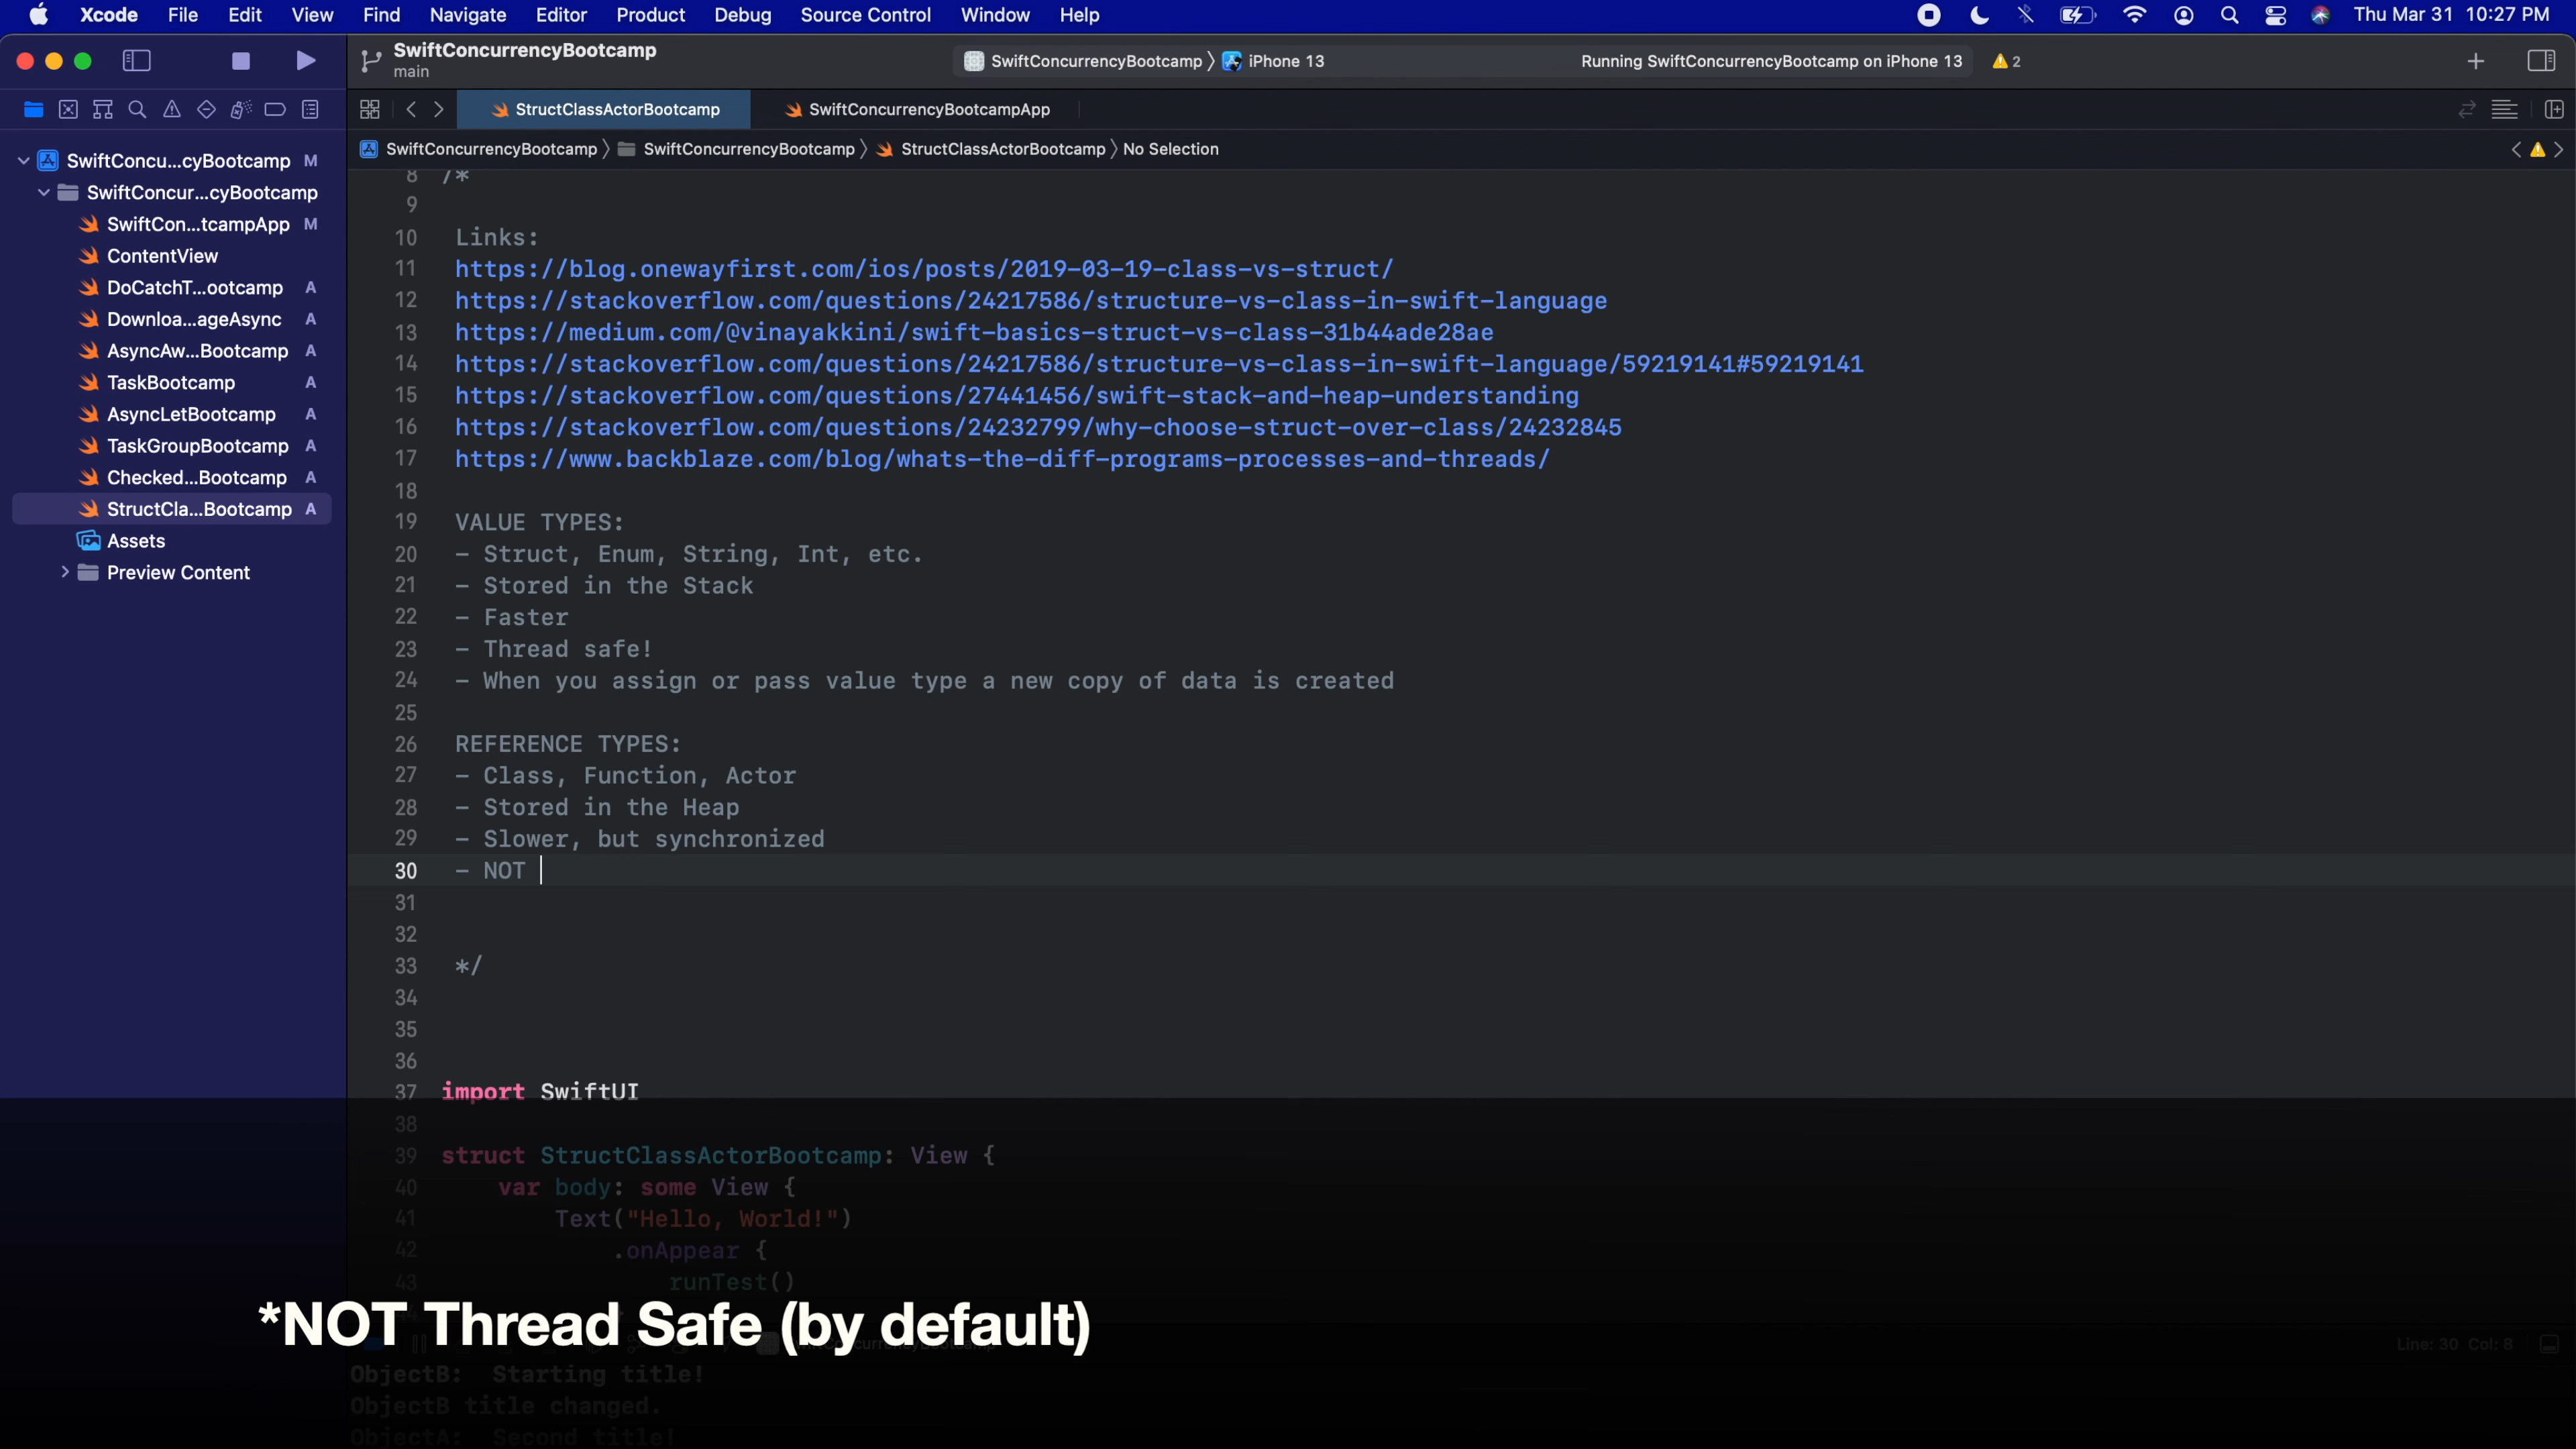 Xcode File Edit View Find Navigate Editor Product Debug Source Control Window Help Thu Mar 31 10:27 PM
SwiftConcurrencyBootcamp
main
SwiftConcurrencyBootcamp 〉 iPhone 13 Running SwiftConcurrencyBootcamp on iPhone 13 2
StructClassActorBootcamp SwiftConcurrencyBootcampApp
SwiftConcurrencyBootcamp 〉 SwiftConcurrencyBootcamp 〉 StructClassActorBootcamp 〉 No Selection
SwiftConcu...cyBootcamp M
SwiftConcur...cyBootcamp
SwiftCon...tcampApp M
ContentView
DoCatchT...ootcamp A
Downloa...ageAsync A
AsyncAw...Bootcamp A
TaskBootcamp A
AsyncLetBootcamp A
TaskGroupBootcamp A
Checked...Bootcamp A
StructCla...Bootcamp A
Assets
Preview Content
8 /*
9
10 Links:
11 https://blog.onewayfirst.com/ios/posts/2019-03-19-class-vs-struct/
12 https://stackoverflow.com/questions/24217586/structure-vs-class-in-swift-language
13 https://medium.com/@vinayakkini/swift-basics-struct-vs-class-31b44ade28ae
14 https://stackoverflow.com/questions/24217586/structure-vs-class-in-swift-language/59219141#59219141
15 https://stackoverflow.com/questions/27441456/swift-stack-and-heap-understanding
16 https://stackoverflow.com/questions/24232799/why-choose-struct-over-class/24232845
17 https://www.backblaze.com/blog/whats-the-diff-programs-processes-and-threads/
18
19 VALUE TYPES:
20 - Struct, Enum, String, Int, etc.
21 - Stored in the Stack
22 - Faster
23 - Thread safe!
24 - When you assign or pass value type a new copy of data is created
25
26 REFERENCE TYPES:
27 - Class, Function, Actor
28 - Stored in the Heap
29 - Slower, but synchronized
30 - NOT
31
32
33 */
34
35
36
37 import SwiftUI
38
39 struct StructClassActorBootcamp: View {
40 var body: some View {
41 Text("Hello, World!")
42 .onAppear {
43 runTest()
*NOT Thread Safe (by default)
Line: 30 Col: 8
ObjectB: Starting title!
ObjectB title changed.
ObjectA: Second title!